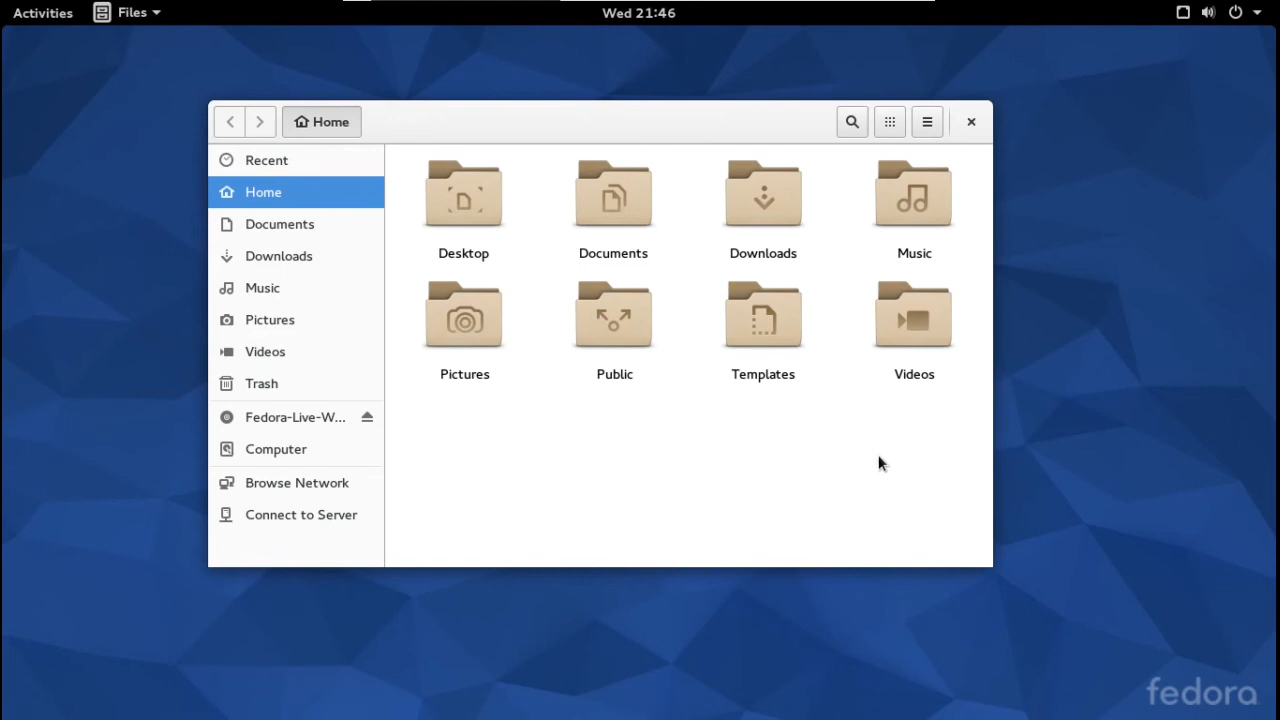 Activities Files Wed 21:46
Home
Recent
Home
Documents
Downloads
Music
Pictures
Videos
Trash
Fedora-Live-W...
Computer
Browse Network
Connect to Server
Desktop Documents Downloads Music
Pictures Public Templates Videos
fedora